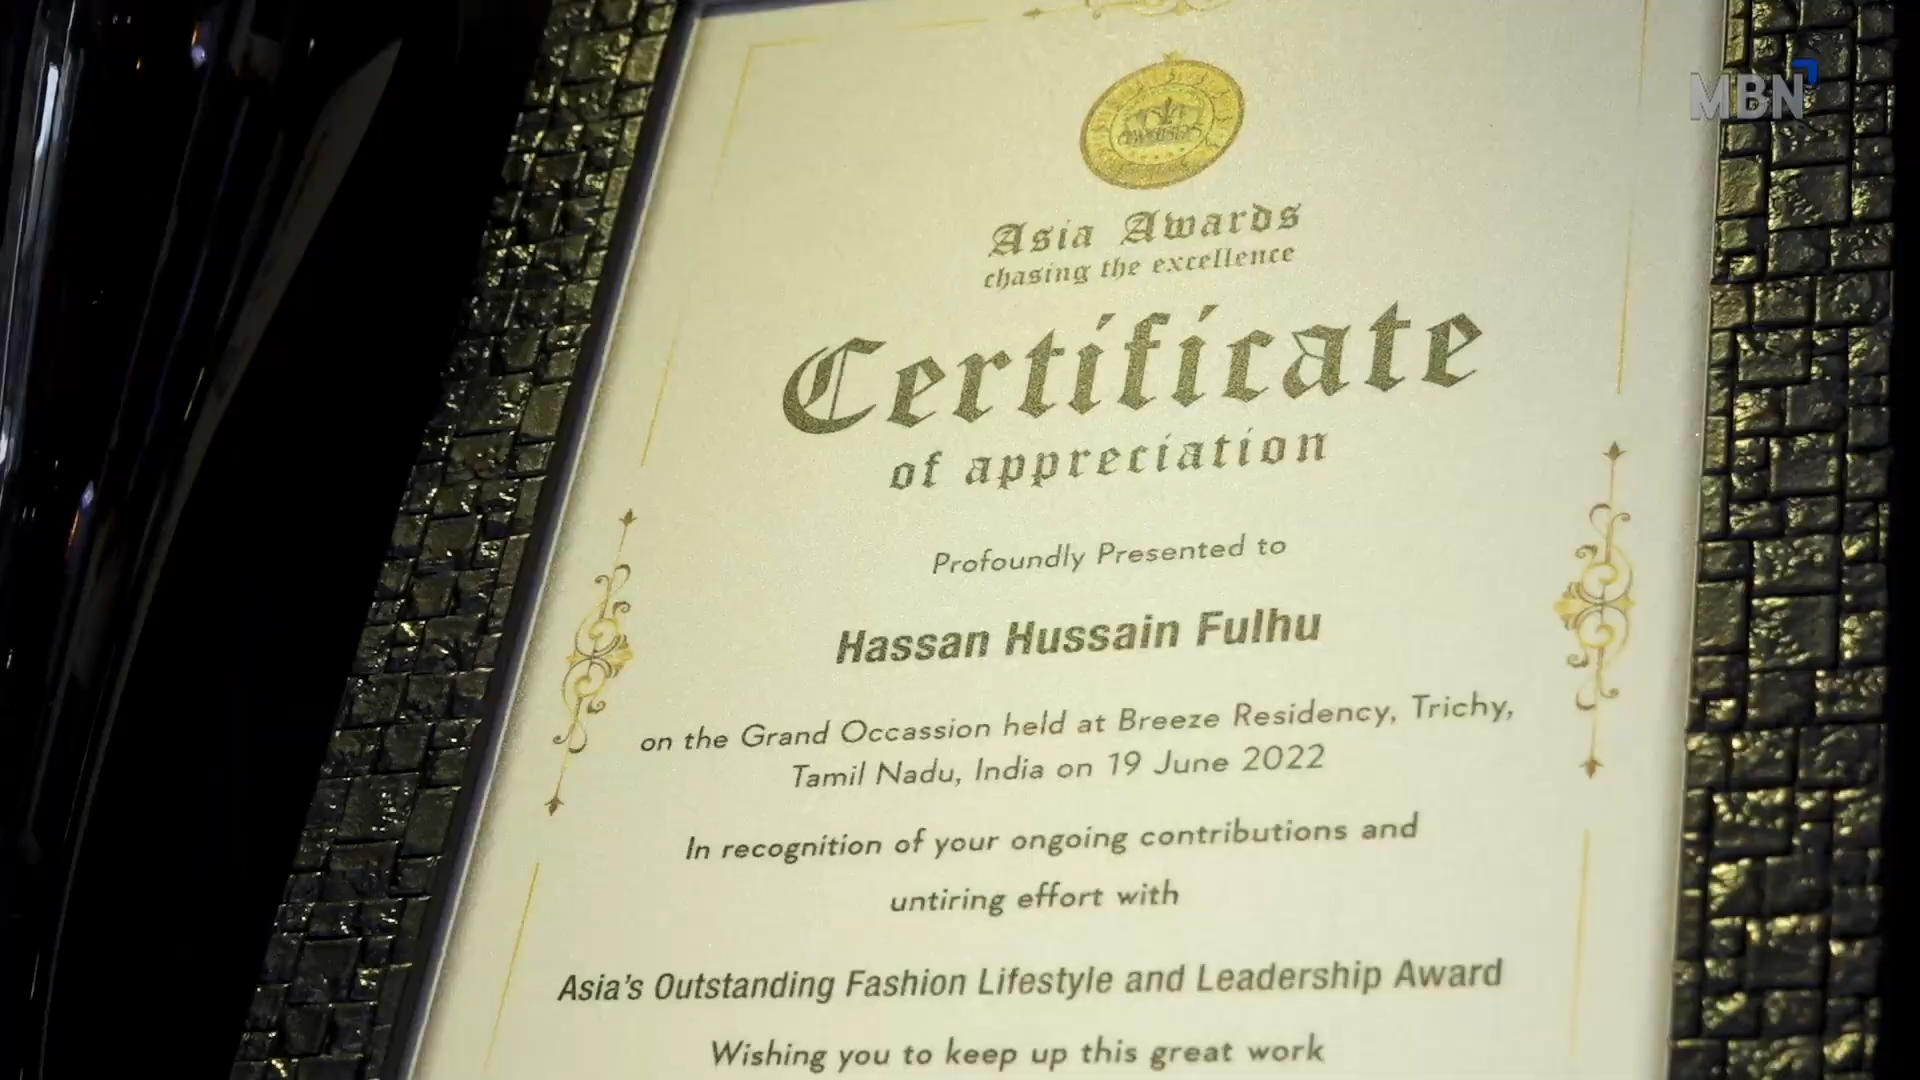 MBN
Asia Awards
chasing the excellence
Certificate
of appreciation
Profoundly Presented to
Hassan Hussain Fulhu
on the Grand Occassion held at Breeze Residency, Trichy,
Tamil Nadu, India on 19 June 2022
In recognition of your ongoing contributions and
untiring effort with
Asia's Outstanding Fashion Lifestyle and Leadership Award
Wishing you to keep up this great work